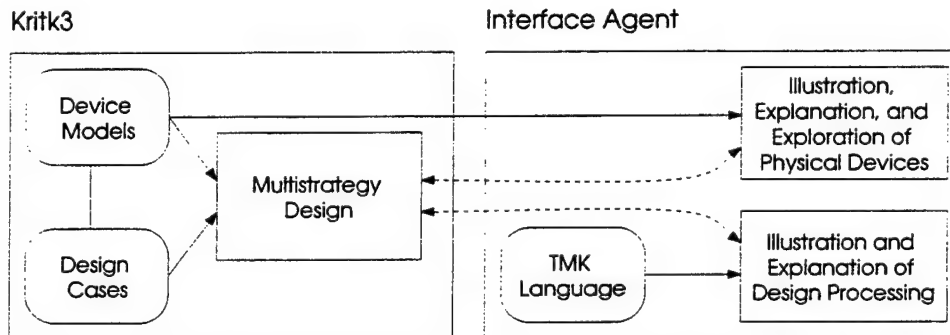 Kritk3
Interface Agent
Device
Models
Multistrategy
Design
Design
Cases
Illustration,
Explanation, and
Exploration of
Physical Devices
TMK
Language
Illustration and
Explanation of
Design Processing